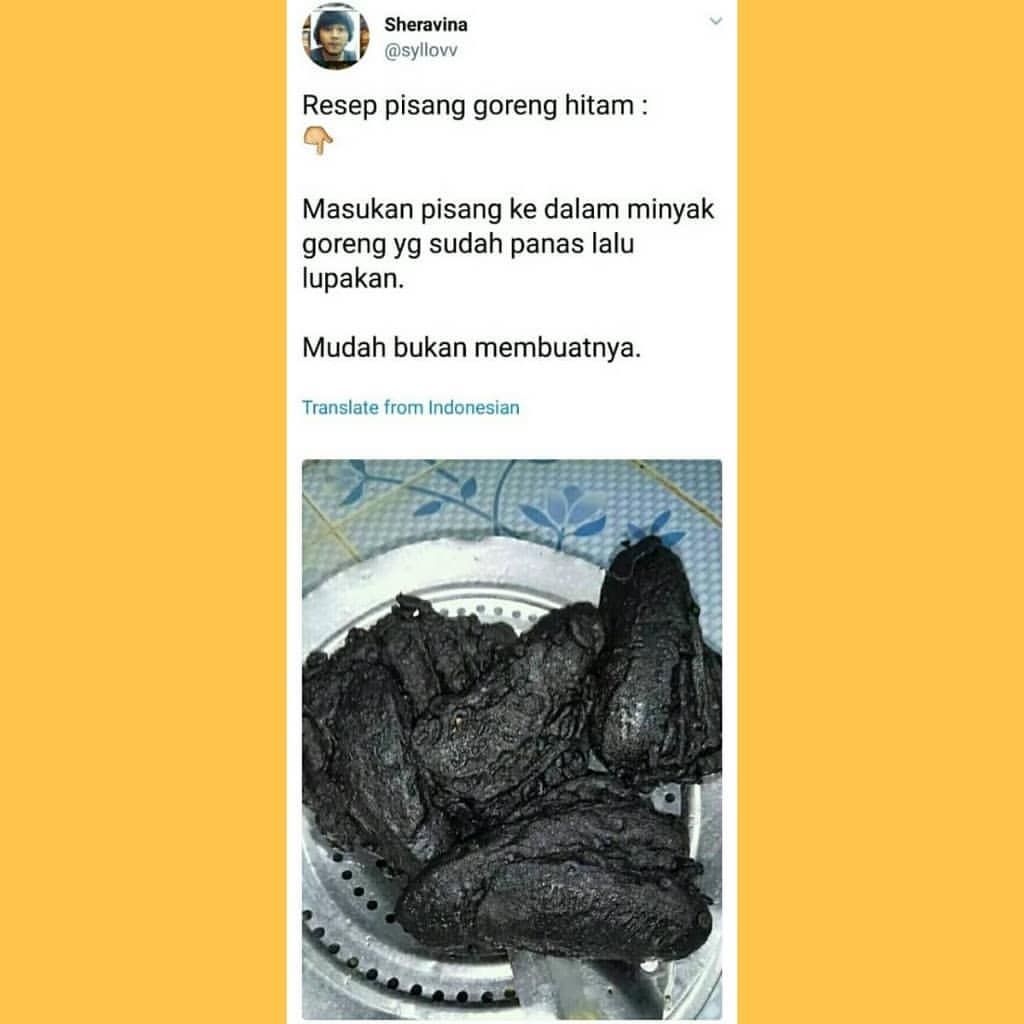 Sheravina
@syllovv
Resep pisang goreng hitam :
👇🏼
Masukan pisang ke dalam minyak
goreng yg sudah panas lalu
lupakan.
Mudah bukan membuatnya.
Translate from Indonesian